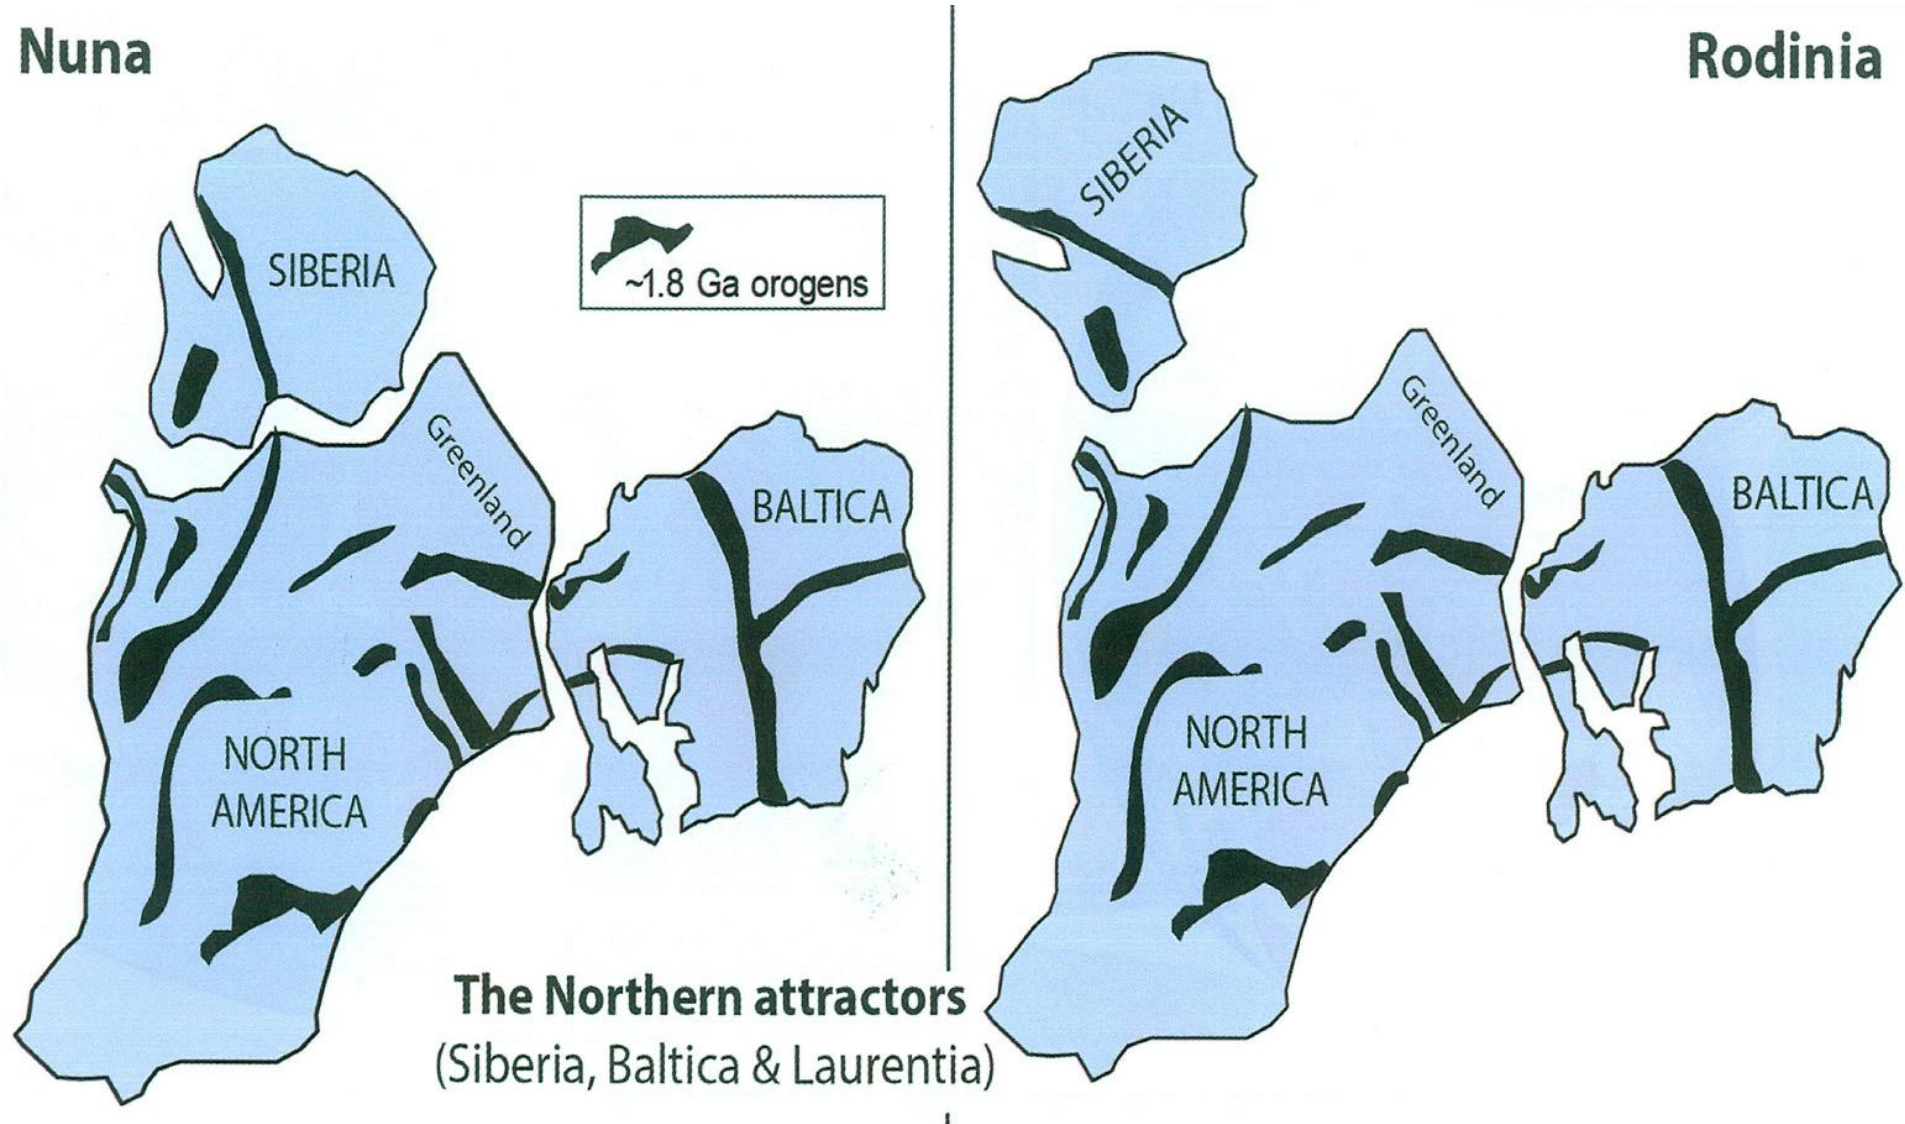 Nuna
SIBERIA
~1.8 Ga orogens
Greenland
BALTICA
NORTH
AMERICA
The Northern attractors
(Siberia, Baltica & Laurentia)
Rodinia
SIBERIA
Greenland
BALTICA
NORTH
AMERICA